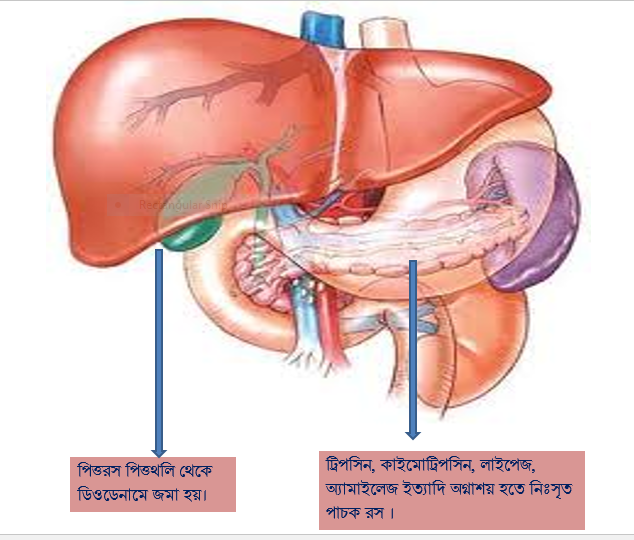 পিত্তরস পিত্তথলি থেকে
ডিওডেনামে জমা হয়।
ট্রিপসিন, কাইমোট্রিপসিন, লাইপেজ,
অ্যামাইলেজ ইত্যাদি অগ্নাশয় হতে নিঃসৃত
পাচক রস ।